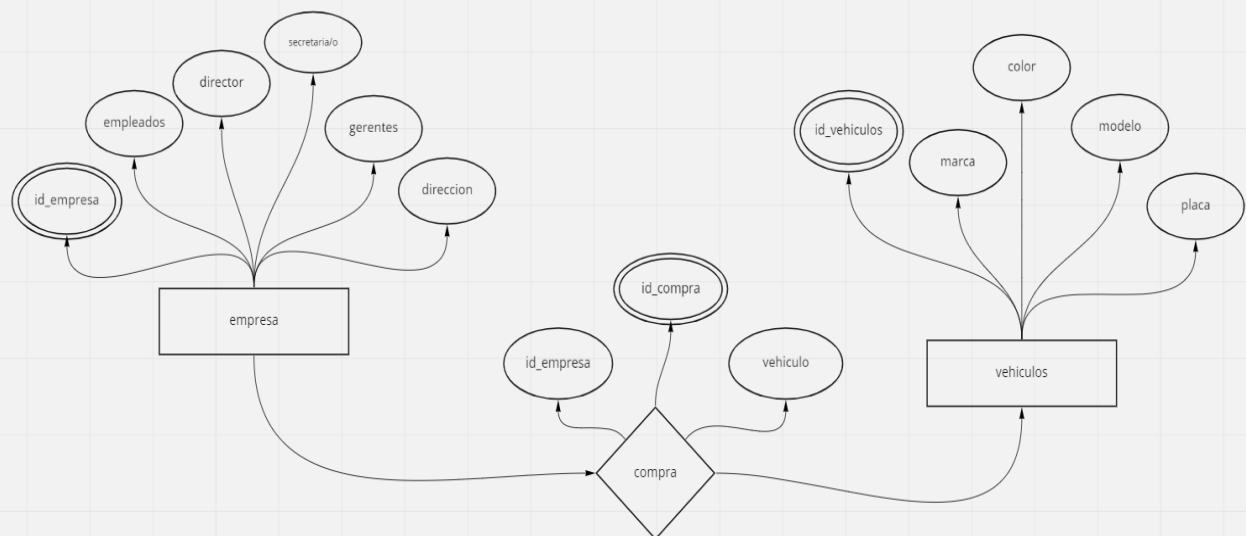 secretaria/o
director
empleados
gerentes
id_empresa
direccion
empresa
color
id_vehiculos
modelo
marca
placa
id_compra
id_empresa
vehiculo
vehiculos
compra